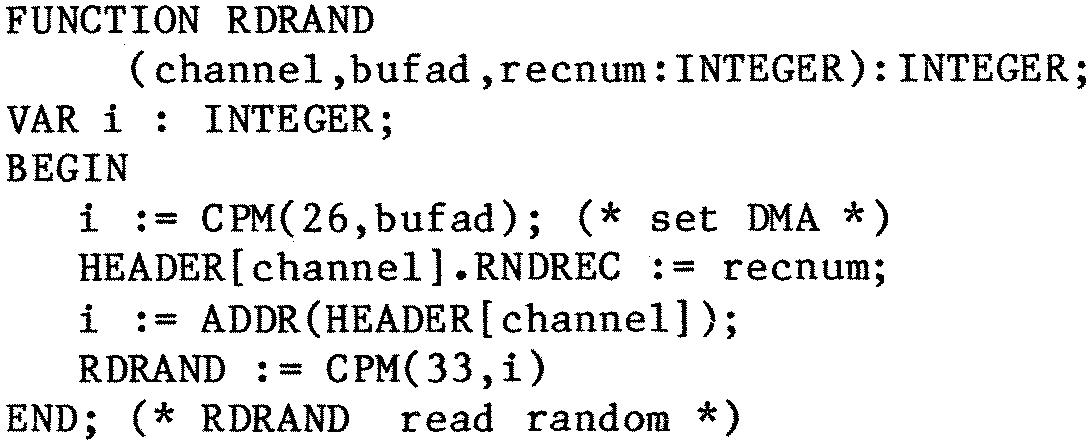 FUNCTION RDRAND
(channel,bufad,recnum:INTEGER):INTEGER;
VAR i : INTEGER;
BEGIN
i := CPM(26,bufad); (* set DMA *)
HEADER[channel].RNDREC := recnum;
i := ADDR(HEADER[channel]);
RDRAND := CPM(33,i)
END; (* RDRAND  read random *)